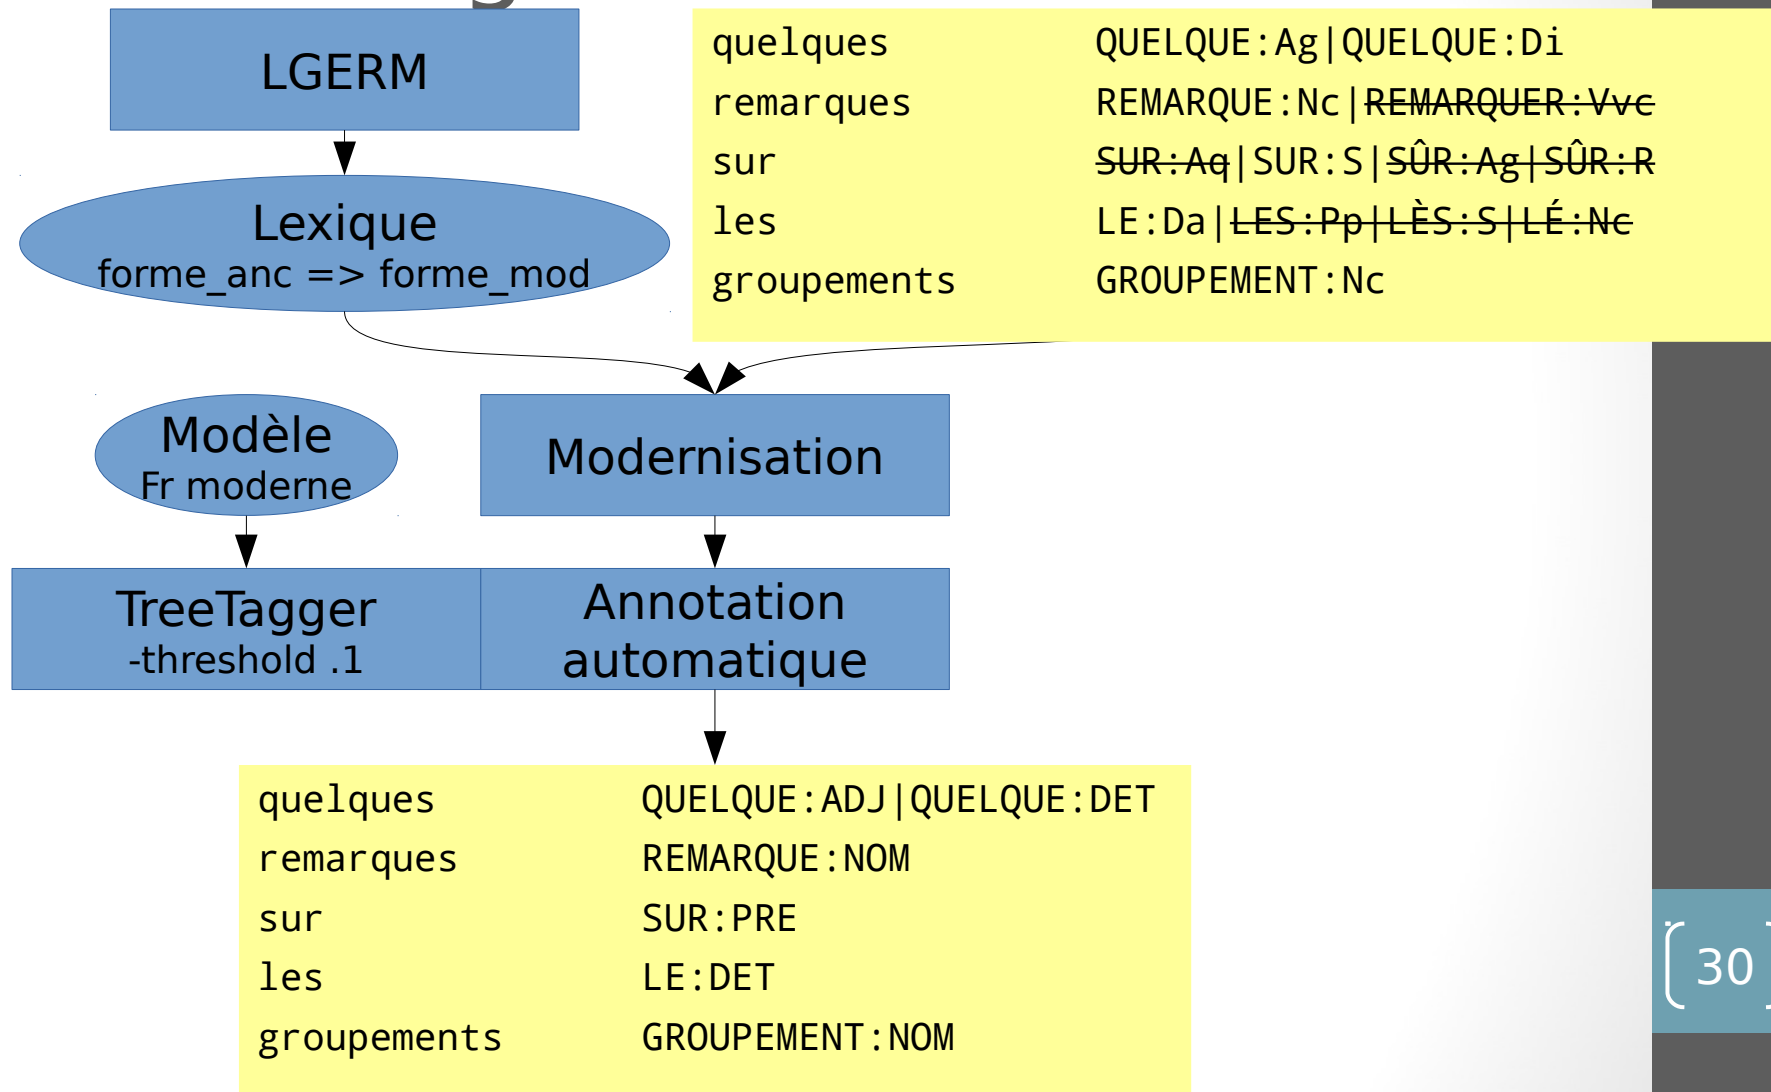 LGERM
Lexique
forme_anc => forme_mod
quelques QUELQUE:Ag|QUELQUE:Di
remarques REMARQUE:Nc|REMARQUER:Vvc
sur SUR:Aq|SUR:S|SÛR:Ag|SÛR:R
les LE:Da|LES:Pp|LÈS:S|LÉ:Nc
groupements GROUPEMENT:Nc
Modèle
Fr moderne
Modernisation
TreeTagger
-threshold .1
Annotation
automatique
quelques QUELQUE:ADJ|QUELQUE:DET
remarques REMARQUE:NOM
sur SUR:PRE
les LE:DET
groupements GROUPEMENT:NOM
30